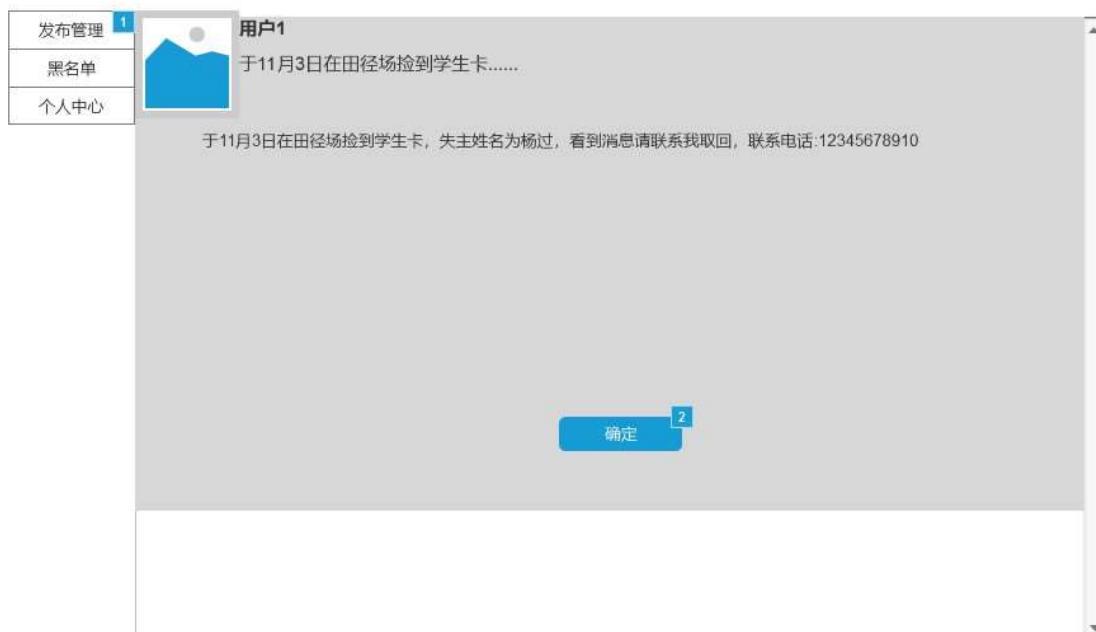 发布管理
1
黑名单
个人中心
用户1
于11月3日在田径场捡到学生卡......
于11月3日在田径场捡到学生卡，失主姓名为杨过，看到消息请联系我取回，联系电话:12345678910
2
确定